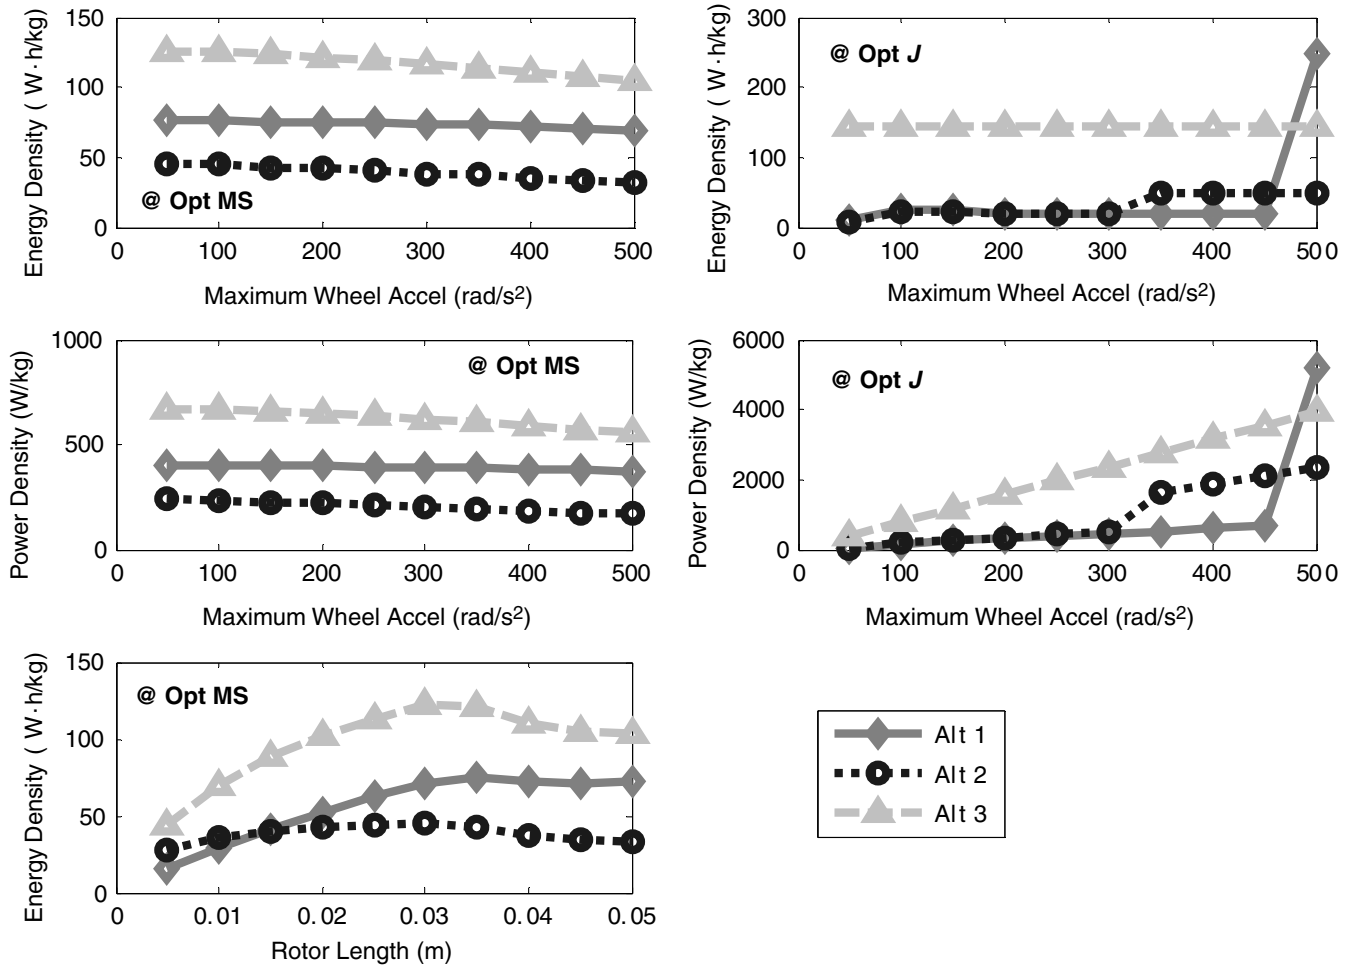 150
100
50
0
Energy Density ( W·h/kg)
@ Opt MS
0 100 200 300 400 500
Maximum Wheel Accel (rad/s²)
300
200
100
0
Energy Density ( W·h/kg)
@ Opt J
0 100 200 300 400 500
Maximum Wheel Accel (rad/s²)
1000
500
0
Power Density (W/kg)
@ Opt MS
0 100 200 300 400 500
Maximum Wheel Accel (rad/s²)
6000
4000
2000
0
Power Density (W/kg)
@ Opt J
0 100 200 300 400 500
Maximum Wheel Accel (rad/s²)
150
100
50
0
Energy Density ( W·h/kg)
@ Opt MS
0 0.01 0.02 0.03 0.04 0.05
Rotor Length (m)
Alt 1
Alt 2
Alt 3